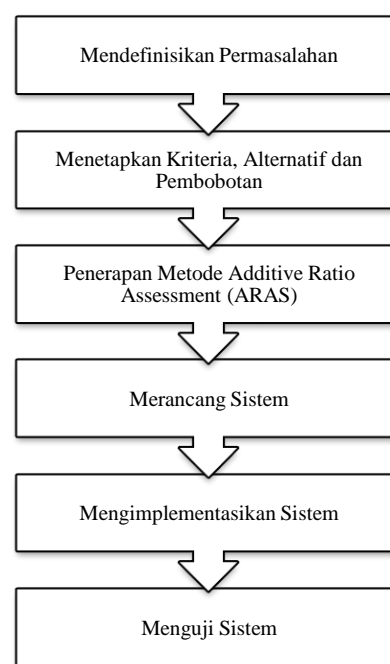 Mendefinisikan Permasalahan
Menetapkan Kriteria, Alternatif dan
Pembobotan
Penerapan Metode Additive Ratio
Assessment (ARAS)
Merancang Sistem
Mengimplementasikan Sistem
Menguji Sistem